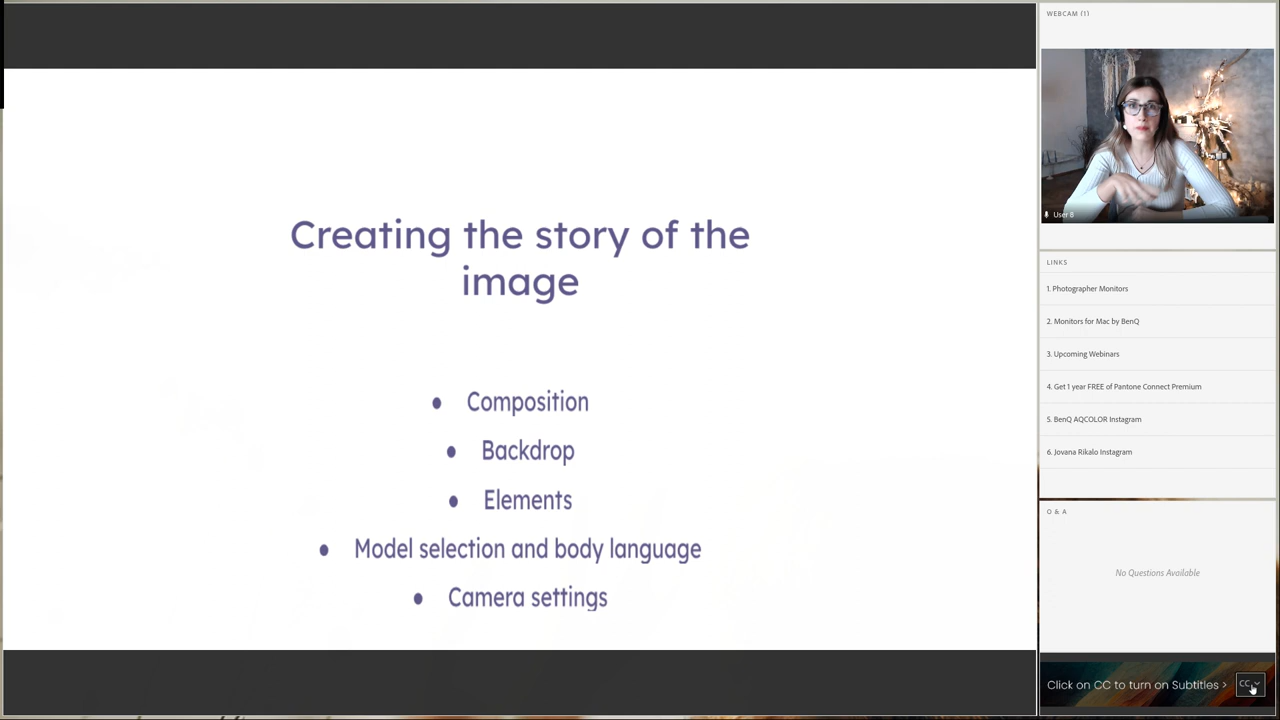 Creating the story of the
image
● Composition
● Backdrop
● Elements
● Model selection and body language
● Camera settings
WEBCAM (1)
User 8
LINKS
1. Photographer Monitors
2. Monitors for Mac by BenQ
3. Upcoming Webinars
4. Get 1 year FREE of Pantone Connect Premium
5. BenQ AQCOLOR Instagram
6. Jovana Rikalo Instagram
Q & A
No Questions Available
Click on CC to turn on Subtitles >
CC